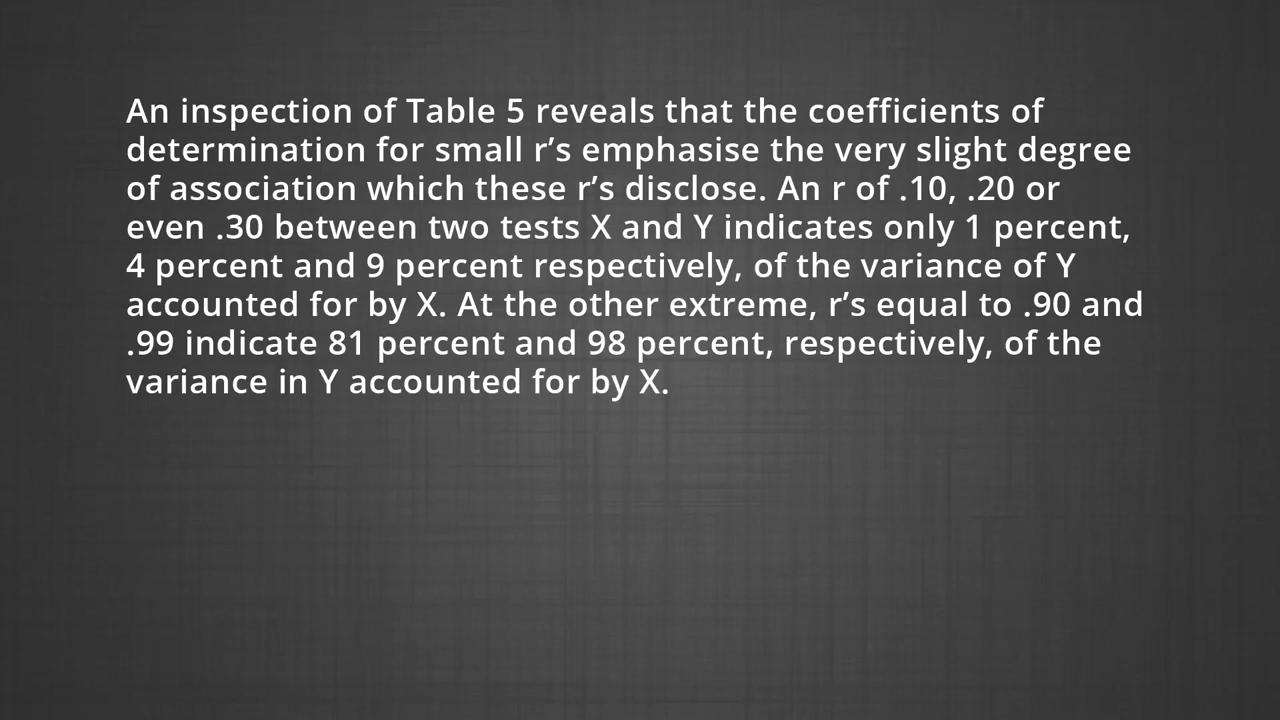 An inspection of Table 5 reveals that the coefficients of
determination for small r’s emphasise the very slight degree
of association which these r’s disclose. An r of .10, .20 or
even .30 between two tests X and Y indicates only 1 percent,
4 percent and 9 percent respectively, of the variance of Y
accounted for by X. At the other extreme, r’s equal to .90 and
.99 indicate 81 percent and 98 percent, respectively, of the
variance in Y accounted for by X.